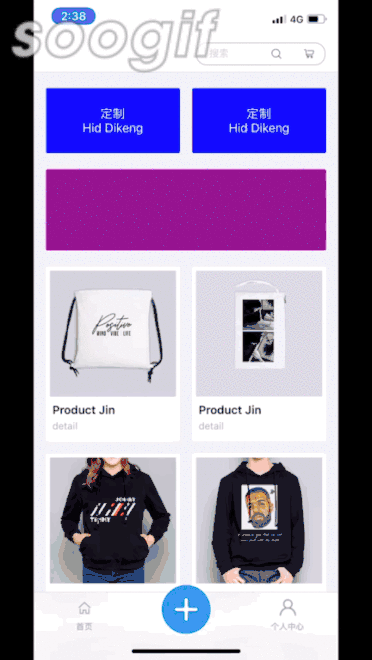 soogif
2:38
4G
搜索
定制
Hid Dikeng
定制
Hid Dikeng
Positive
MIND VIBE LIFE
Product Jin
detail
Product Jin
detail
首页
个人中心